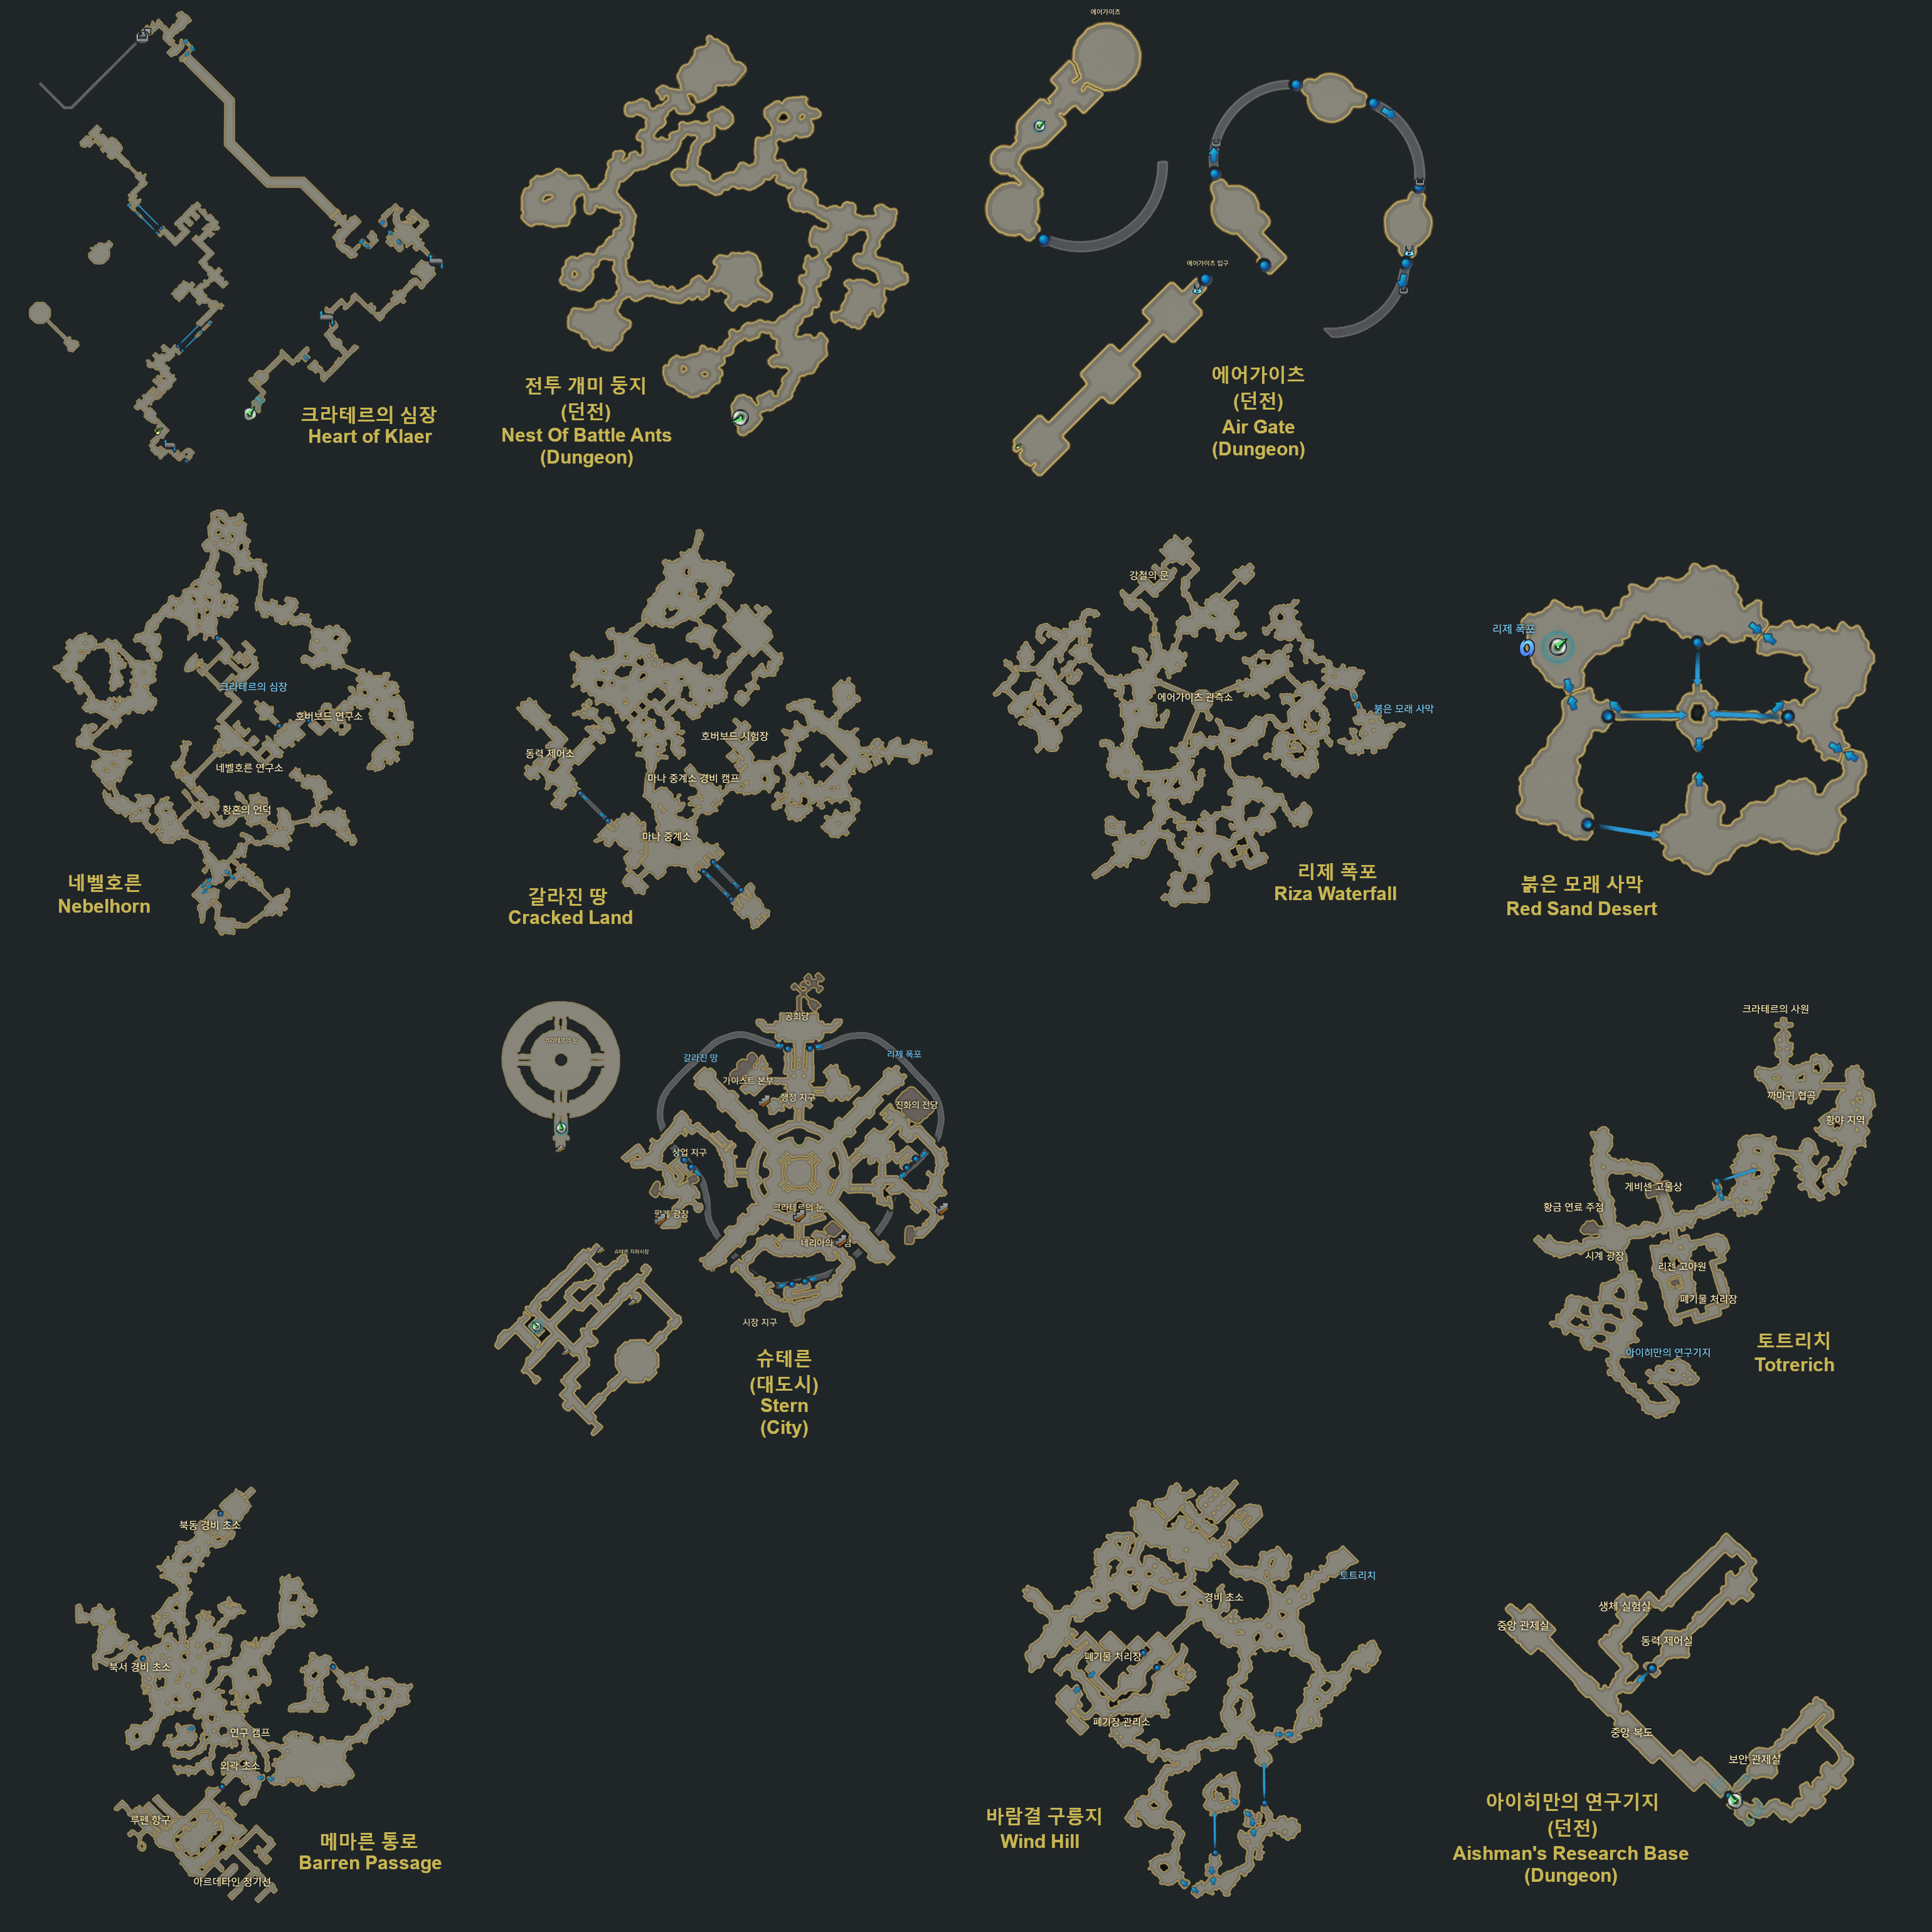 에어가이츠
에어가이츠 입구
크라테르의 심장
Heart of Klaer
전투 개미 둥지
(던전)
Nest Of Battle Ants
(Dungeon)
에어가이츠
(던전)
Air Gate
(Dungeon)
크라테르의 심장
호버보드 연구소
네벨호른 연구소
황혼의 언덕
네벨호른
Nebelhorn
호버보드 시험장
동력 제어소
마나 중계소 경비 캠프
마나 중계소
갈라진 땅
Cracked Land
강철의 문
에어가이츠 관측소
붉은 모래 사막
리제 폭포
Riza Waterfall
리제 폭포
붉은 모래 사막
Red Sand Desert
공회당
갈라진 땅
리제 폭포
가이스트 본부
행정 지구
진화의 전당
상업 지구
광장
크라테르의 눈
네리아의
시장 지구
슈테른 지하시장
슈테른
(대도시)
Stern
(City)
크라테르의 사원
까마귀 협곡
황야 지역
게비센 고물상
황금 연료 주점
시계 광장
리젠 고아원
폐기물 처리장
아이히만의 연구기지
토트리치
Totrerich
북동 경비 초소
북서 경비 초소
연구 캠프
외곽 초소
루펜 항구
아르데타인 정기선
메마른 통로
Barren Passage
토트리치
경비 초소
폐기물 처리장
폐기장 관리소
바람결 구릉지
Wind Hill
생체 실험실
중앙 관제실
동력 제어실
중앙 복도
보안 관제실
아이히만의 연구기지
(던전)
Aishman's Research Base
(Dungeon)